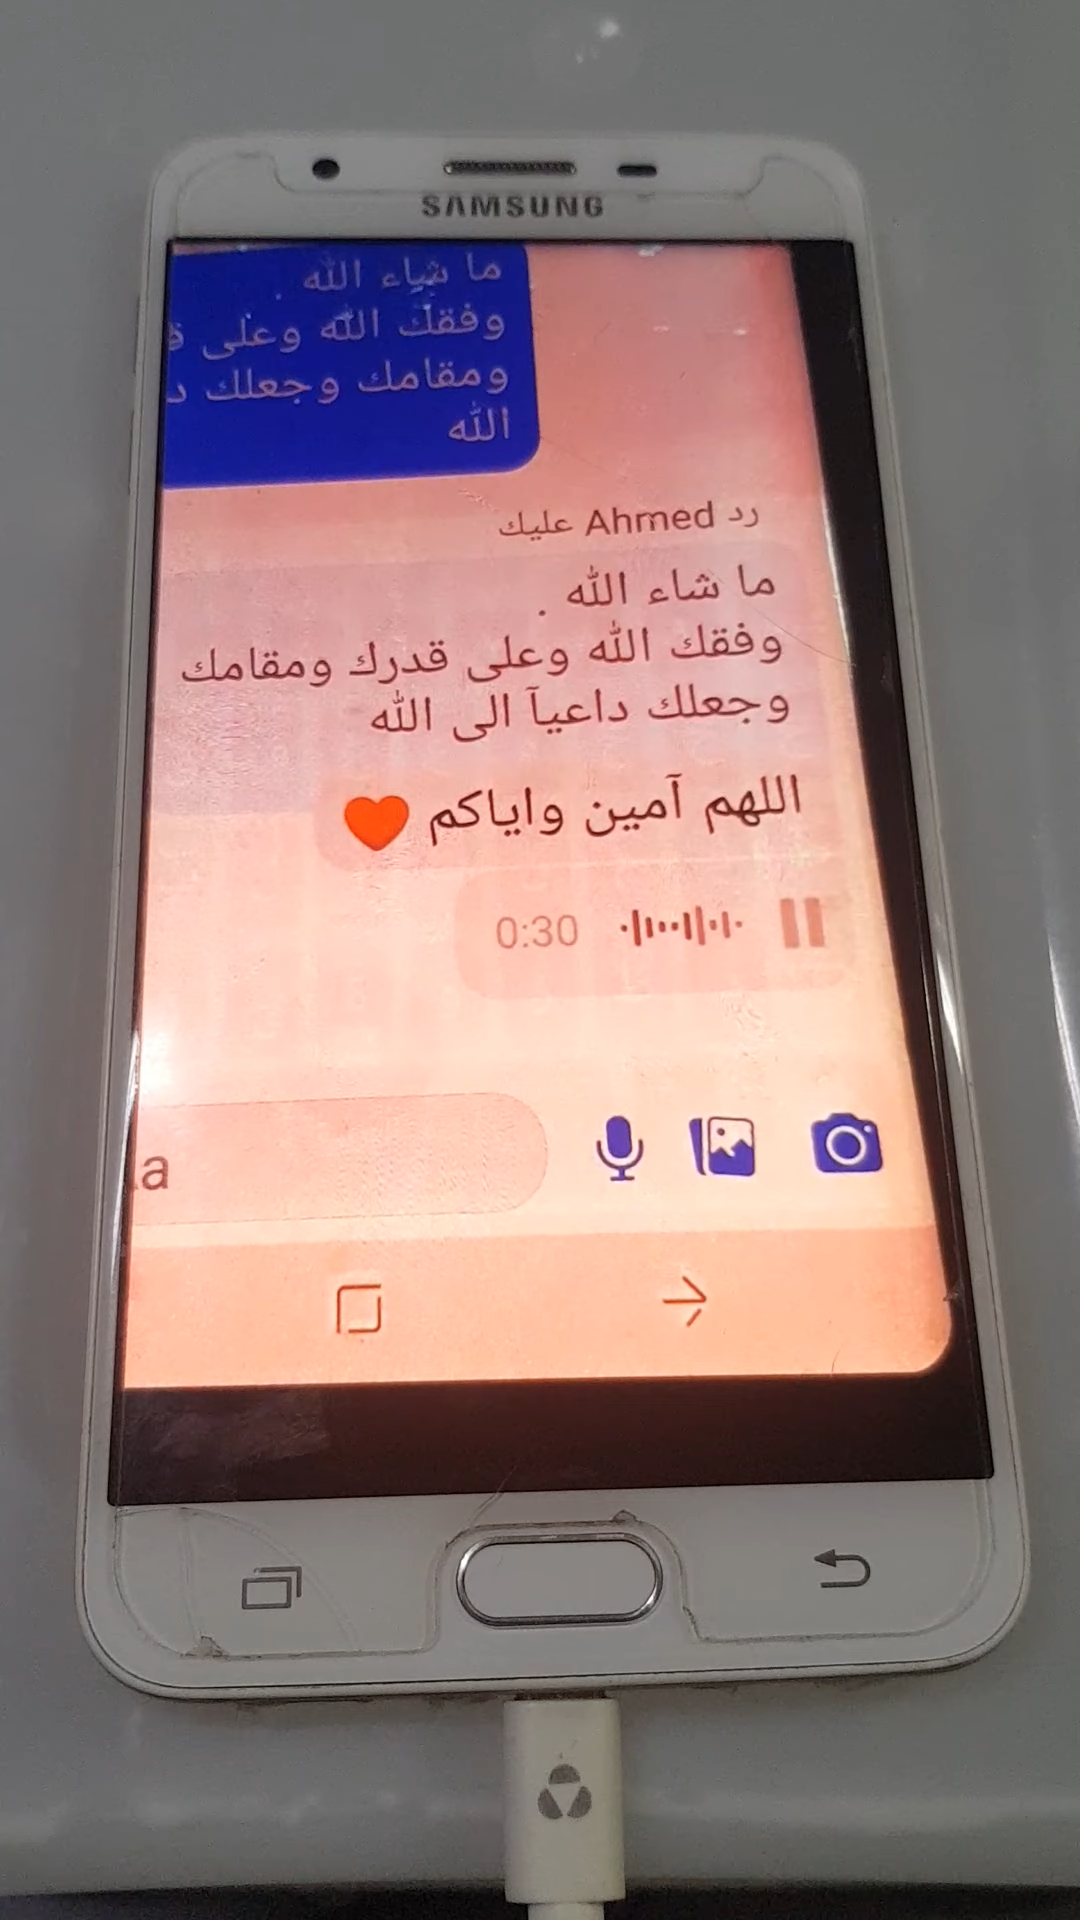 SAMSUNG
ما شاء الله .
وفقك الله وعلى
ومقامك وجعلك
الله
رد Ahmed عليك
ما شاء الله .
وفقك الله وعلى قدرك ومقامك
وجعلك داعيآ الى الله
اللهم آمين واياكم ❤
0:30
a